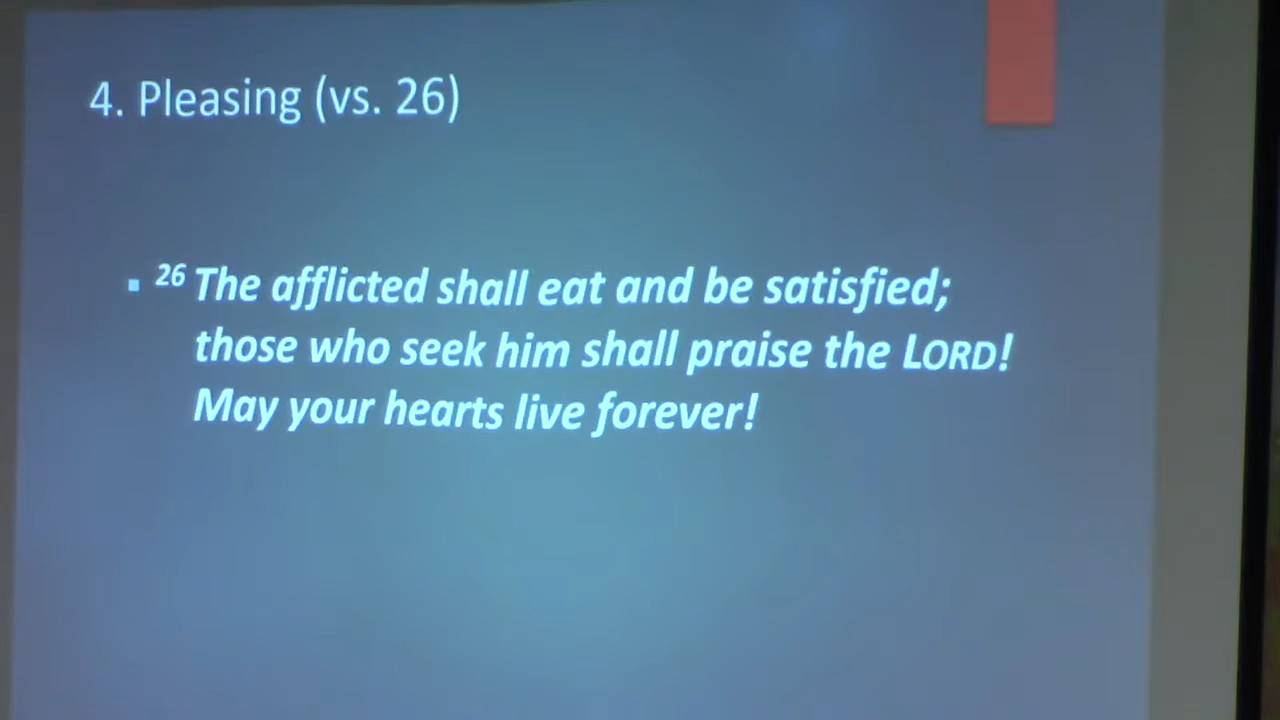 4. Pleasing (vs. 26)
▪ 26 The afflicted shall eat and be satisfied;
those who seek him shall praise the LORD!
May your hearts live forever!